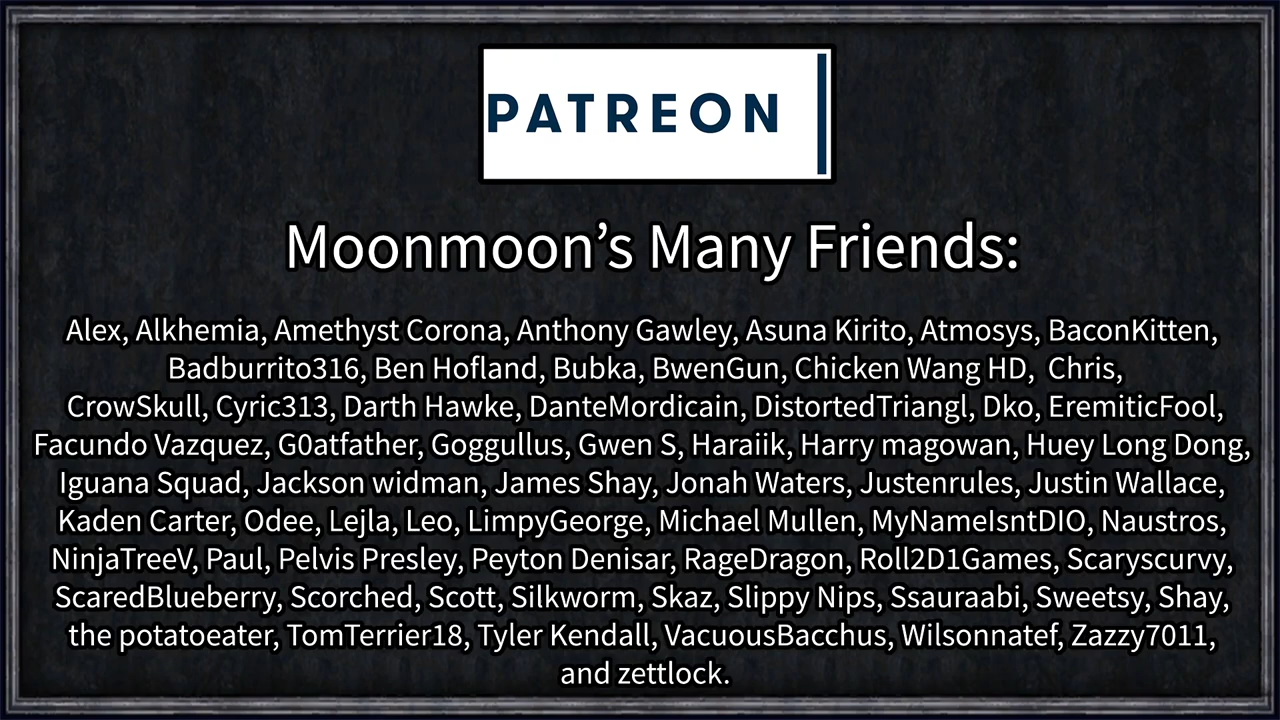 PATREON
Moonmoon’s Many Friends:
Alex, Alkhemia, Amethyst Corona, Anthony Gawley, Asuna Kirito, Atmosys, BaconKitten,
Badburrito316, Ben Hofland, Bubka, BwenGun, Chicken Wang HD,  Chris,
CrowSkull, Cyric313, Darth Hawke, DanteMordicain, DistortedTriangl, Dko, EremiticFool,
Facundo Vazquez, G0atfather, Goggullus, Gwen S, Haraiik, Harry magowan, Huey Long Dong,
Iguana Squad, Jackson widman, James Shay, Jonah Waters, Justenrules, Justin Wallace,
Kaden Carter, Odee, Lejla, Leo, LimpyGeorge, Michael Mullen, MyNameIsntDIO, Naustros,
NinjaTreeV, Paul, Pelvis Presley, Peyton Denisar, RageDragon, Roll2D1Games, Scaryscurvy,
ScaredBlueberry, Scorched, Scott, Silkworm, Skaz, Slippy Nips, Ssauraabi, Sweetsy, Shay,
the potatoeater, TomTerrier18, Tyler Kendall, VacuousBacchus, Wilsonnatef, Zazzy7011,
and zettlock.